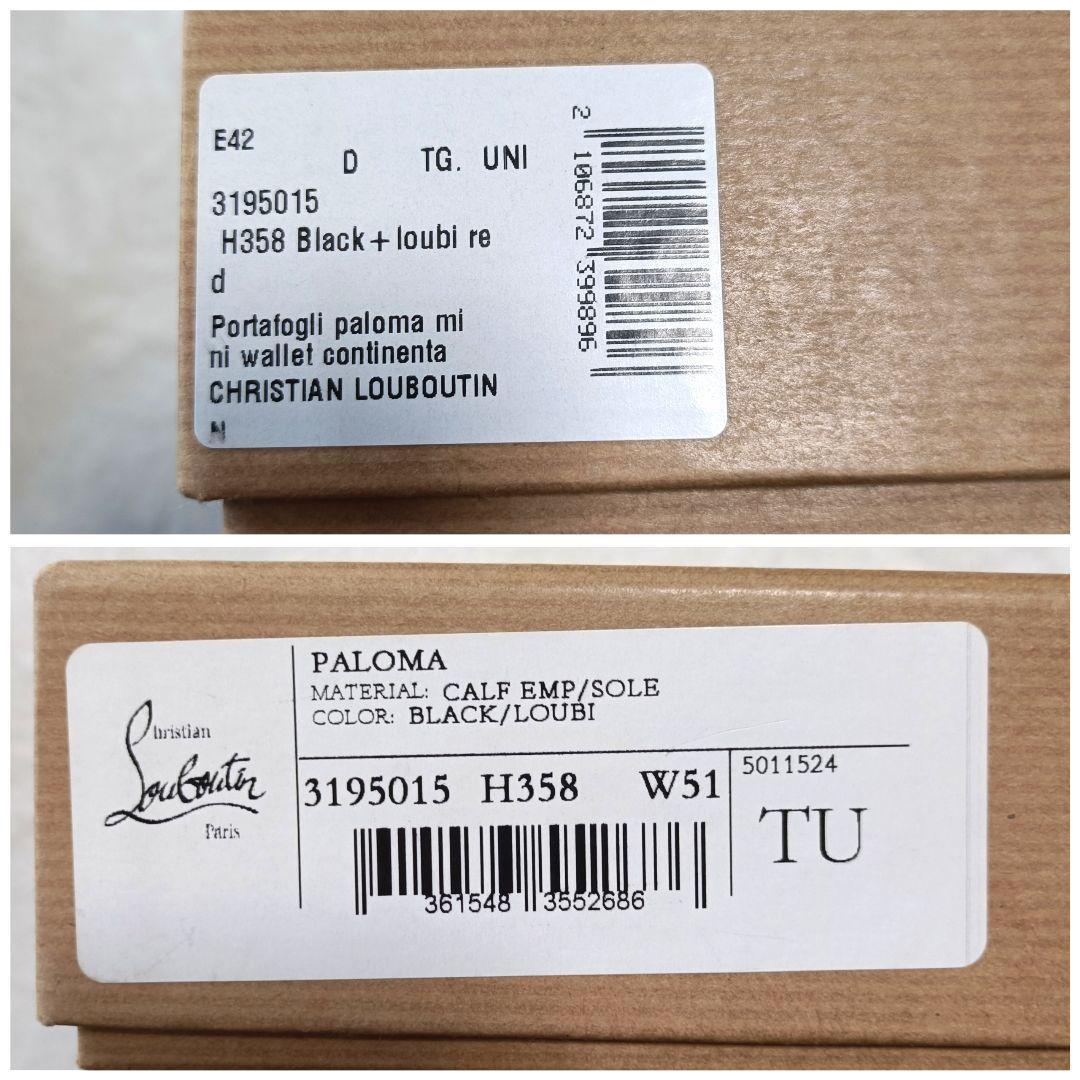 E42
D TG. UNI
3195015
H358 Black+loubi re
d
Portafogli paloma mi
ni wallet continenta
CHRISTIAN LOUBOUTIN
N
2 106872 399896
Christian
Louboutin
Paris
PALOMA
MATERIAL: CALF EMP/SOLE
COLOR: BLACK/LOUBI
3195015 H358 W51
361548 3552686
5011524
TU